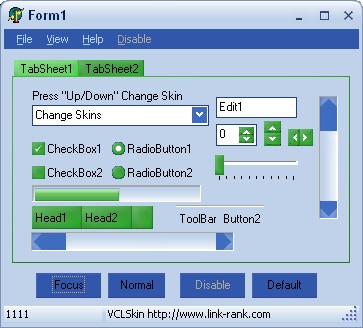 Form1
File View Help Disable
TabSheet1 TabSheet2
Press "Up/Down" Change Skin
Change Skins
Edit1
0
CheckBox1 RadioButton1
CheckBox2 RadioButton2
Head1 Head2
ToolBar Button2
Focus Normal Disable Default
1111 VCLSkin http://www.link-rank.com